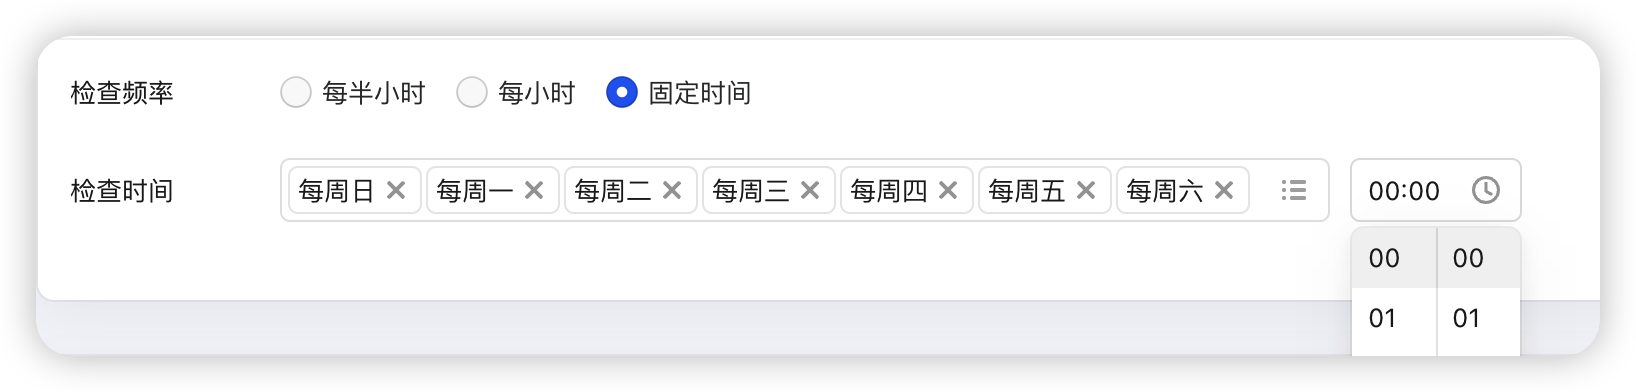 检查频率 每半小时 每小时 固定时间
检查时间 每周日 每周一 每周二 每周三 每周四 每周五 每周六 00:00
00 00
01 01